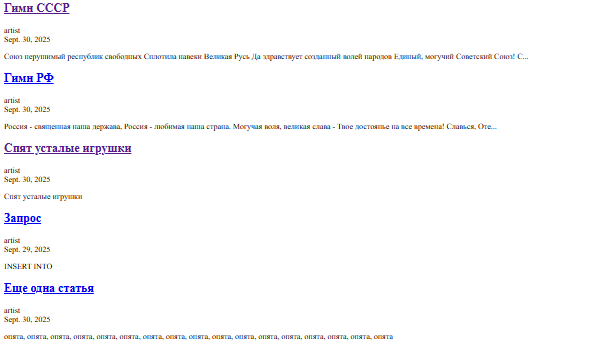 Гимн СССР
artist
Sept. 30, 2025
Союз нерушимый республик свободных Сплотила навеки Великая Русь Да здравствует созданный волей народов Единый, могучий Советский Союз! С...
Гимн РФ
artist
Sept. 30, 2025
Россия - священная наша держава, Россия - любимая наша страна. Могучая воля, великая слава - Твое достоянье на все времена! Славься, Оте...
Спят усталые игрушки
artist
Sept. 30, 2025
Спят усталые игрушки
Запрос
artist
Sept. 29, 2025
INSERT INTO
Еще одна статья
artist
Sept. 30, 2025
опята, опята, опята, опята, опята, опята, опята, опята, опята, опята, опята, опята, опята, опята, опята, опята, опята